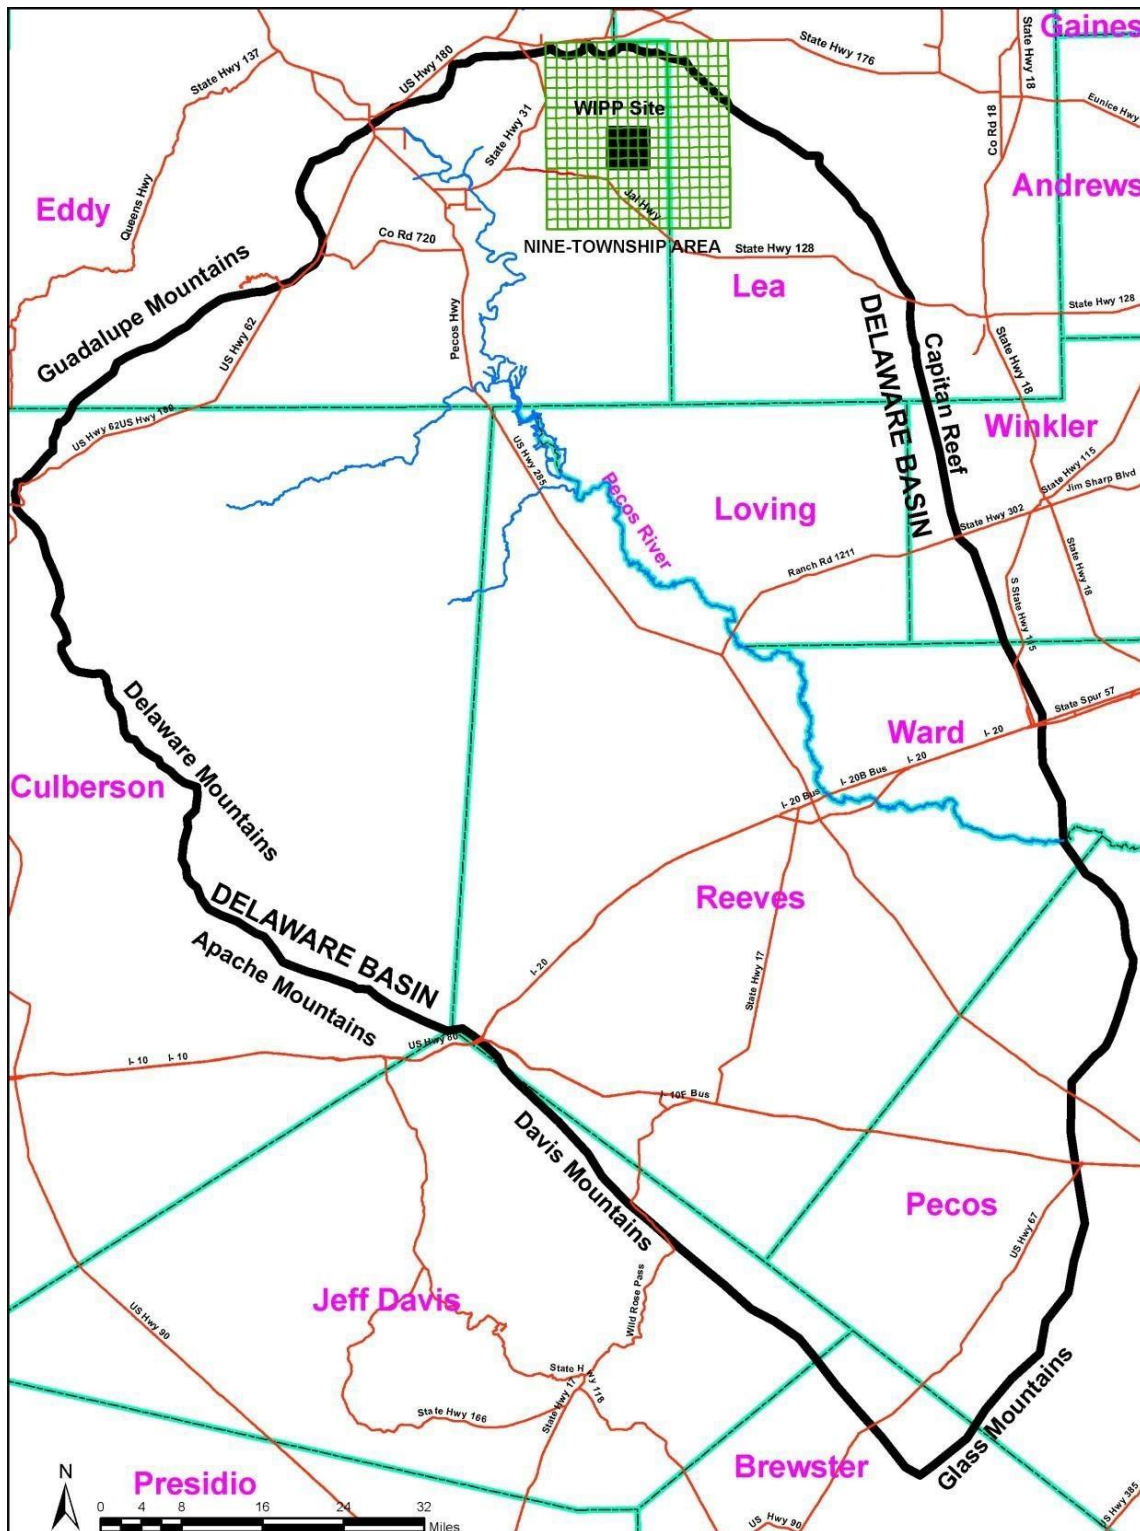 Gaines
State Hwy 137
US Hwy 180
State Hwy 176
State Hwy 18
Eunice Hwy
WIPP Site
State Hwy 31
Co Rd 18
Andrews
Eddy
Queens Hwy
Jal Hwy
Co Rd 720
NINE-TOWNSHIP AREA
State Hwy 128
Lea
Guadalupe Mountains
US Hwy 62
Pecos Hwy
DELAWARE BASIN
Capitan Reef
State Hwy 128
State Hwy 18
Winkler
US Hwy 62US Hwy 180
US Hwy 285
State Hwy 115
Jim Sharp Blvd
Pecos River
Loving
State Hwy 302
Ranch Rd 1211
State Hwy 18
S State Hwy 115
Delaware Mountains
State Spur 57
Ward
I- 20
I- 20
I- 20B Bus
I- 20 Bus
Culberson
DELAWARE BASIN
Reeves
Apache Mountains
I- 20
State Hwy 17
US Hwy 80
I- 10
I- 10
I- 10E Bus
Davis Mountains
Pecos
US Hwy 67
Jeff Davis
Wild Rose Pass
US Hwy 90
State Hwy 118
State Hwy 17
State Hwy 166
Glass Mountains
Brewster
Presidio
N
0 4 8 16 24 32
Miles
US Hwy 90
US Hwy 385